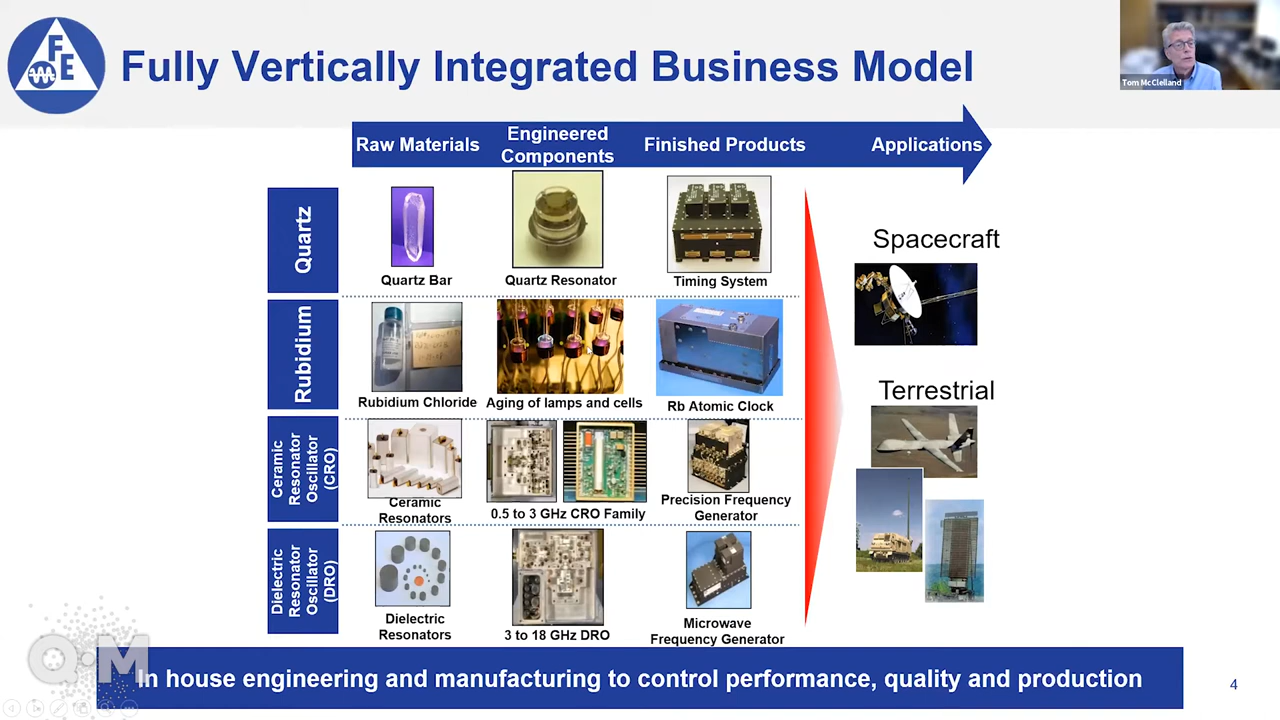 F
E
Fully Vertically Integrated Business Model
Tom McClelland
Raw Materials
Engineered
Components
Finished Products
Applications
Quartz
Quartz Bar
Quartz Resonator
Timing System
Spacecraft
Rubidium
Rubidium Chloride
Aging of lamps and cells
Rb Atomic Clock
Terrestrial
Ceramic
Resonator
Oscillator
(CRO)
Ceramic
Resonators
0.5 to 3 GHz CRO Family
Precision Frequency
Generator
Dielectric
Resonator
Oscillator
(DRO)
Dielectric
Resonators
3 to 18 GHz DRO
Microwave
Frequency Generator
QM
In house engineering and manufacturing to control performance, quality and production
4